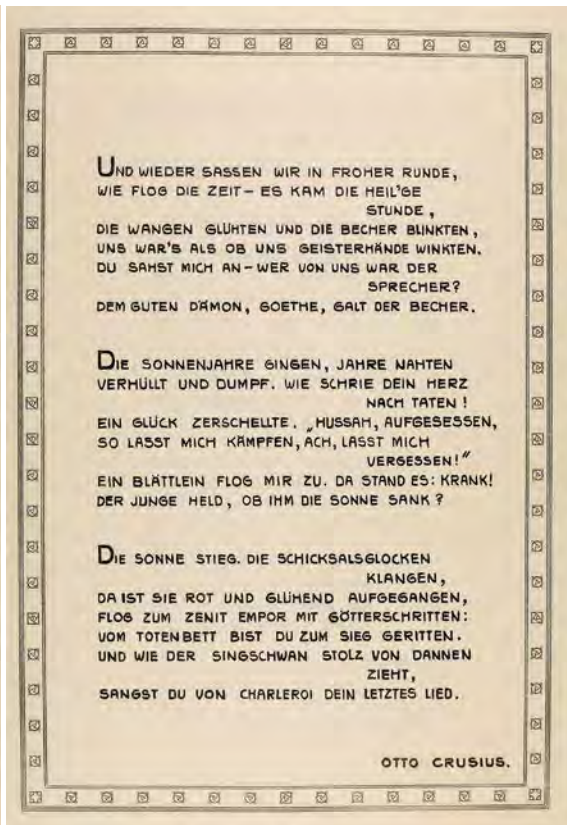 UND WIEDER SASSEN WIR IN FROHER RUNDE,
WIE FLOG DIE ZEIT – ES KAM DIE HEIL'GE
STUNDE,
DIE WANGEN GLÜHTEN UND DIE BECHER BLINKTEN,
UNS WAR'S ALS OB UNS GEISTERHÄNDE WINKTEN.
DU SAHST MICH AN – WER VON UNS WAR DER
SPRECHER?
DEM GUTEN DÄMON, GOETHE, GALT DER BECHER.
DIE SONNENJAHRE GINGEN, JAHRE NAHTEN
VERHÜLLT UND DUMPF. WIE SCHRIE DEIN HERZ
NACH TATEN!
EIN GLÜCK ZERSCHELLTE. „HUSSAH, AUFGESESSEN,
SO LASST MICH KÄMPFEN, ACH, LASST MICH
VERGESSEN!"
EIN BLÄTTLEIN FLOG MIR ZU. DA STAND ES: KRANK!
DER JUNGE HELD, OB IHM DIE SONNE SANK?
DIE SONNE STIEG. DIE SCHICKSALSGLOCKEN
KLANGEN,
DA IST SIE ROT UND GLÜHEND AUFGEGANGEN,
FLOG ZUM ZENIT EMPOR MIT GÖTTERSCHRITTEN:
VOM TOTENBETT BIST DU ZUM SIEG GERITTEN.
UND WIE DER SINGSCHWAN STOLZ VON DANNEN
ZIEHT,
SANGST DU VON CHARLEROI DEIN LETZTES LIED.
OTTO CRUSIUS.